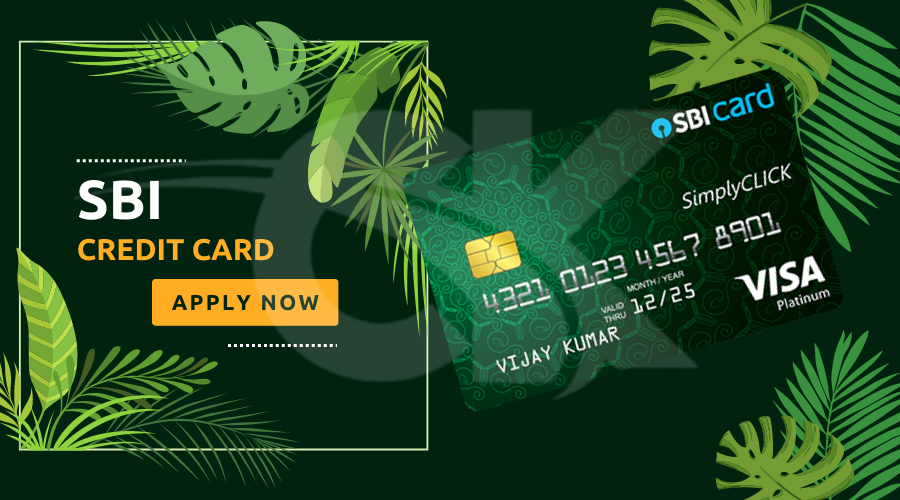 SBI
CREDIT CARD
APPLY NOW
SBI card
SimplyCLICK
4321 0123 4567 8901
MONTH / YEAR
VALID
THRU
12/25
VIJAY KUMAR
VISA
Platinum